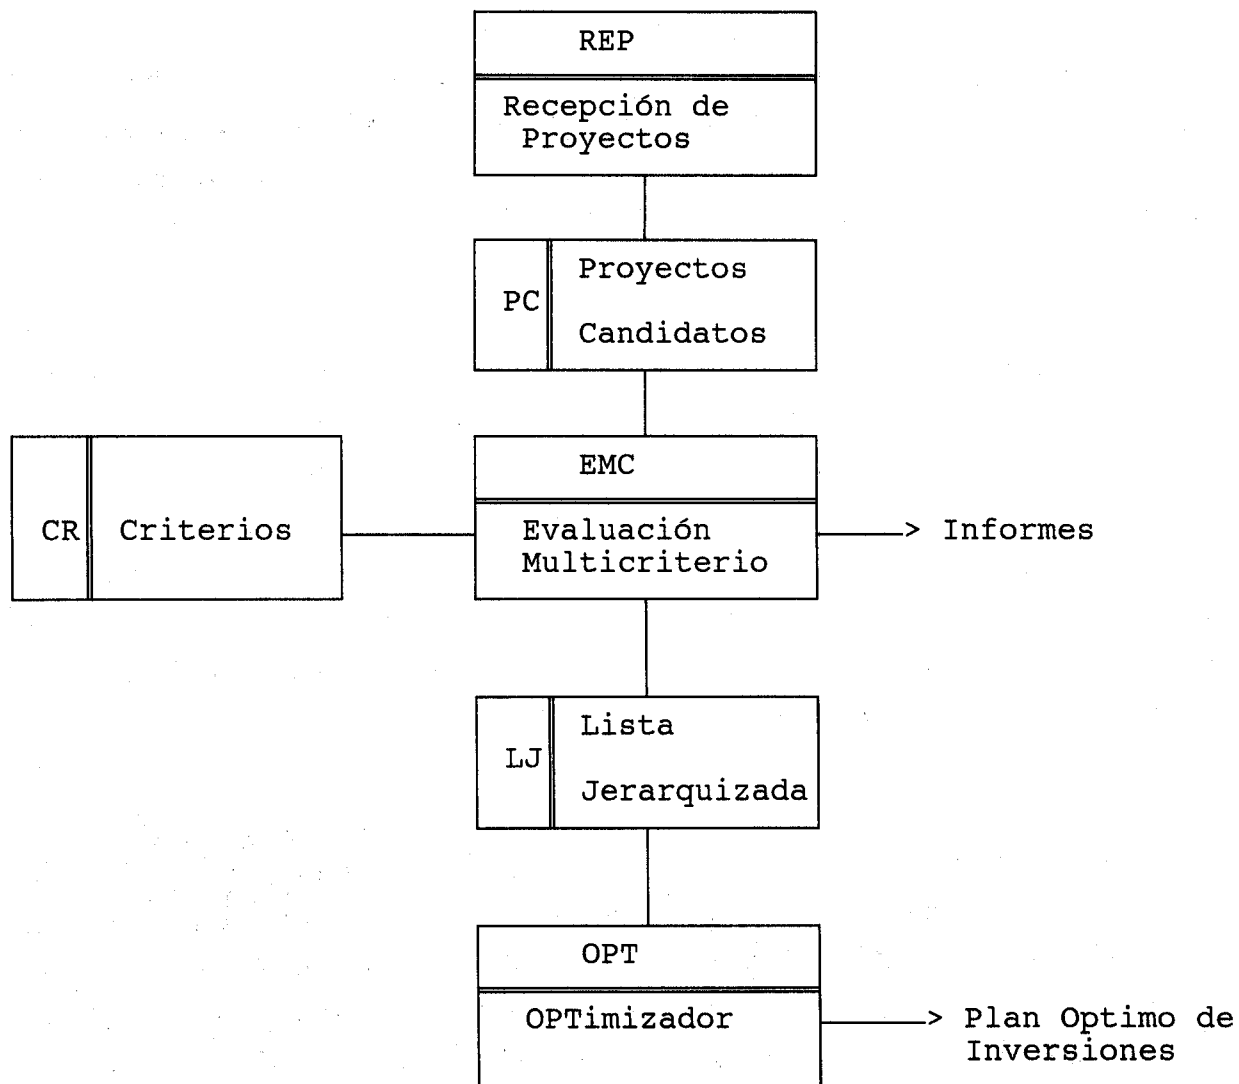 REP
Recepción de
Proyectos
PC
Proyectos
Candidatos
CR
Criterios
EMC
Evaluación
Multicriterio
> Informes
LJ
Lista
Jerarquizada
OPT
OPTimizador
> Plan Optimo de
Inversiones